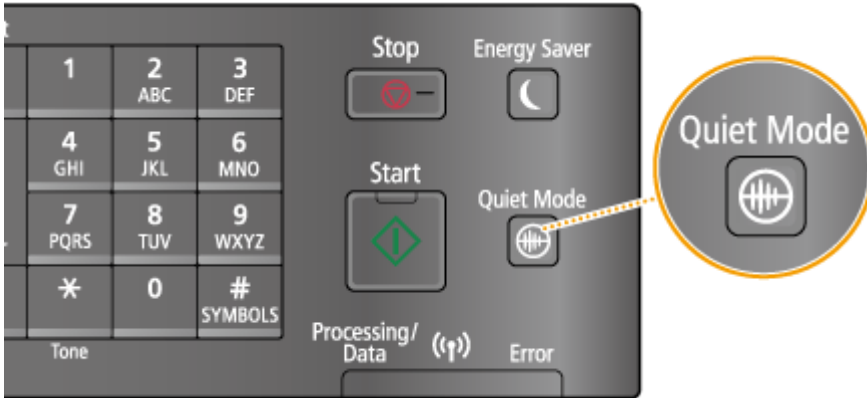 Stop
Energy Saver
1
2
ABC
3
DEF
4
GHI
5
JKL
6
MNO
Start
Quiet Mode
7
PQRS
8
TUV
9
WXYZ
*
0
#
SYMBOLS
Tone
Processing/
Data
Error
Quiet Mode